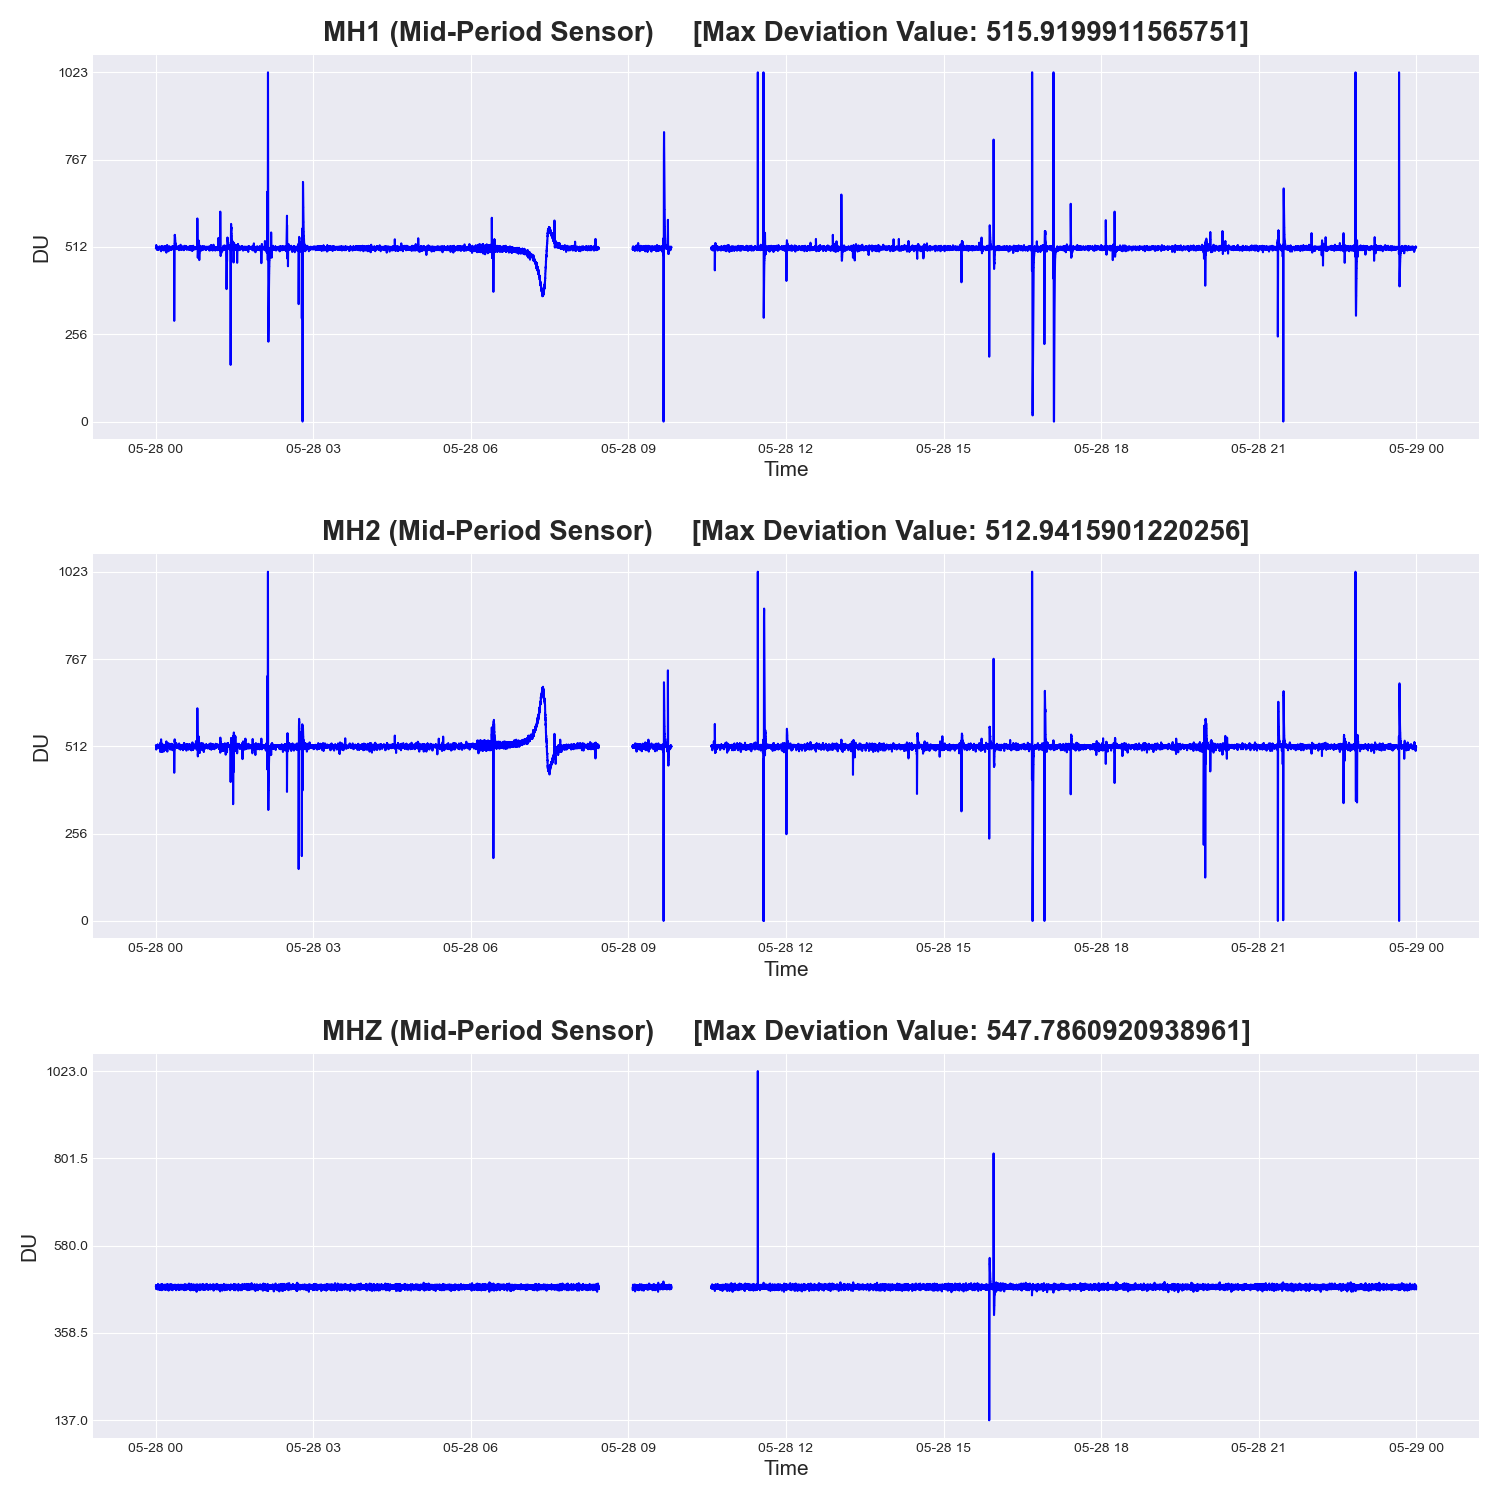 MH1 (Mid-Period Sensor) [Max Deviation Value: 515.9199911565751]
1023
767
512
256
0
DU
05-28 00 05-28 03 05-28 06 05-28 09 05-28 12 05-28 15 05-28 18 05-28 21 05-29 00
Time
MH2 (Mid-Period Sensor) [Max Deviation Value: 512.9415901220256]
1023
767
512
256
0
DU
05-28 00 05-28 03 05-28 06 05-28 09 05-28 12 05-28 15 05-28 18 05-28 21 05-29 00
Time
MHZ (Mid-Period Sensor) [Max Deviation Value: 547.7860920938961]
1023.0
801.5
580.0
358.5
137.0
DU
05-28 00 05-28 03 05-28 06 05-28 09 05-28 12 05-28 15 05-28 18 05-28 21 05-29 00
Time